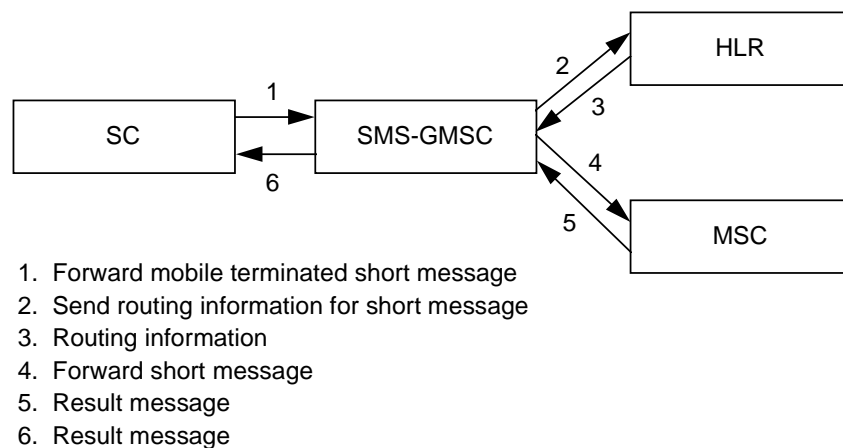 HLR
2
1
3
SC
SMS-GMSC
4
6
5
MSC
1. Forward mobile terminated short message
2. Send routing information for short message
3. Routing information
4. Forward short message
5. Result message
6. Result message